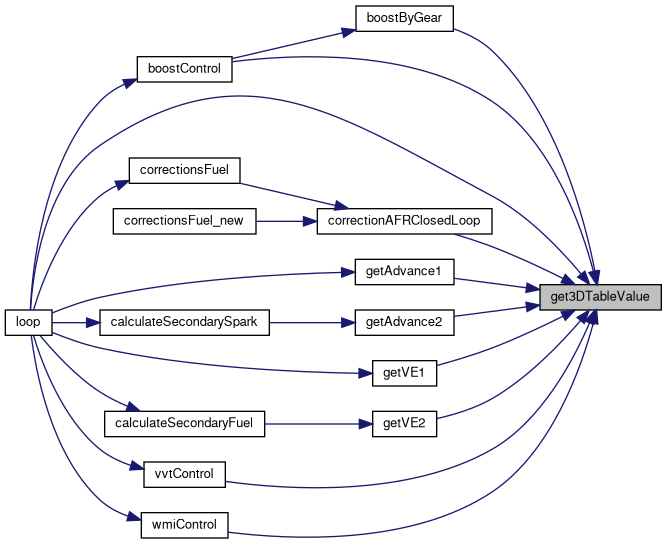 boostByGear
boostControl
correctionsFuel
correctionsFuel_new
correctionAFRClosedLoop
getAdvance1
get3DTableValue
loop
calculateSecondarySpark
getAdvance2
getVE1
calculateSecondaryFuel
getVE2
vvtControl
wmiControl